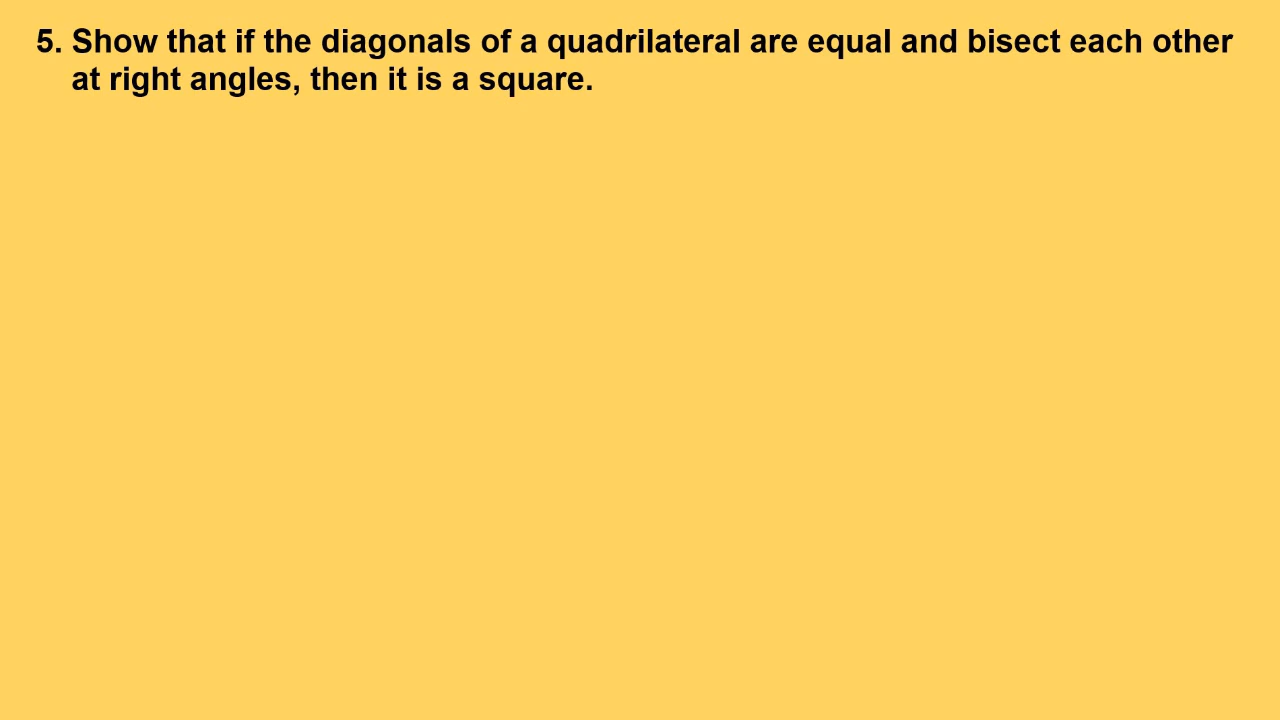 5. Show that if the diagonals of a quadrilateral are equal and bisect each other
at right angles, then it is a square.